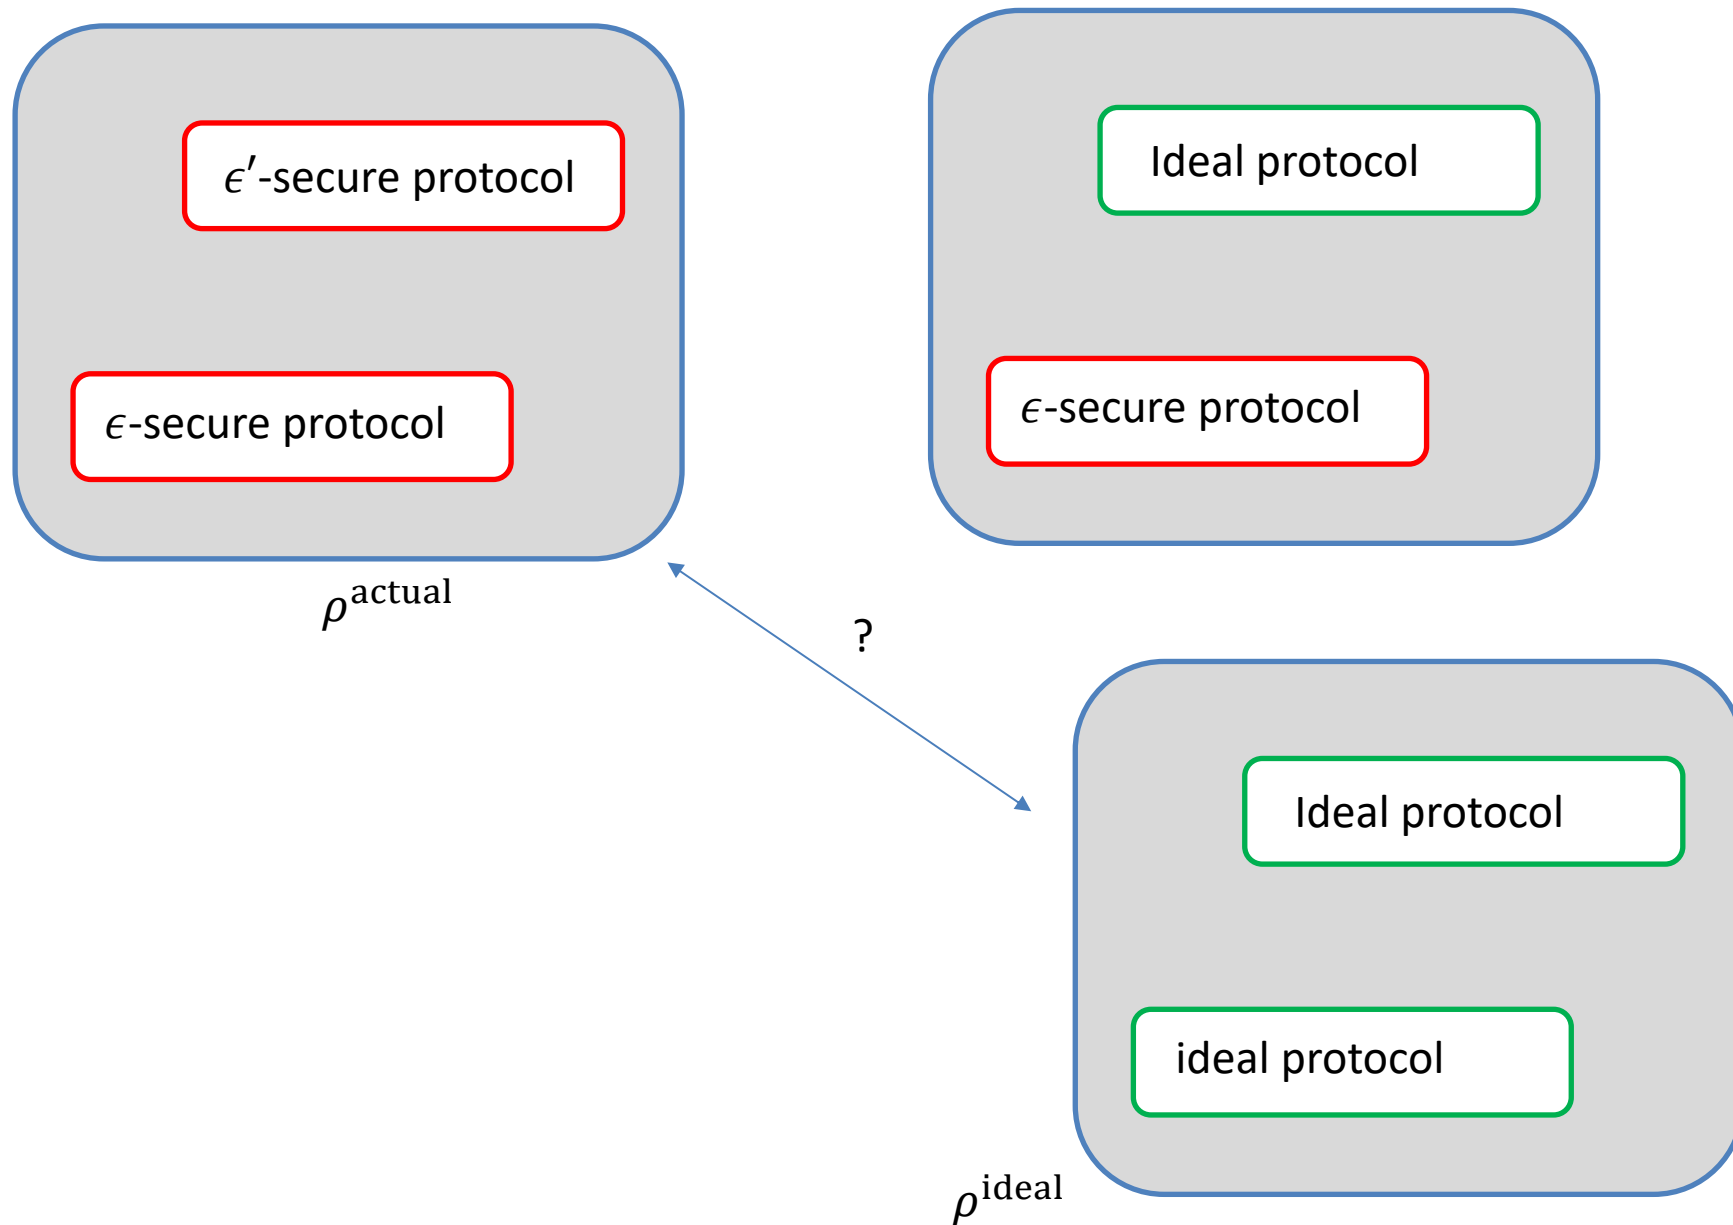 ϵ′-secure protocol
ϵ-secure protocol
ρ^actual
Ideal protocol
ϵ-secure protocol
?
Ideal protocol
ideal protocol
ρ^ideal